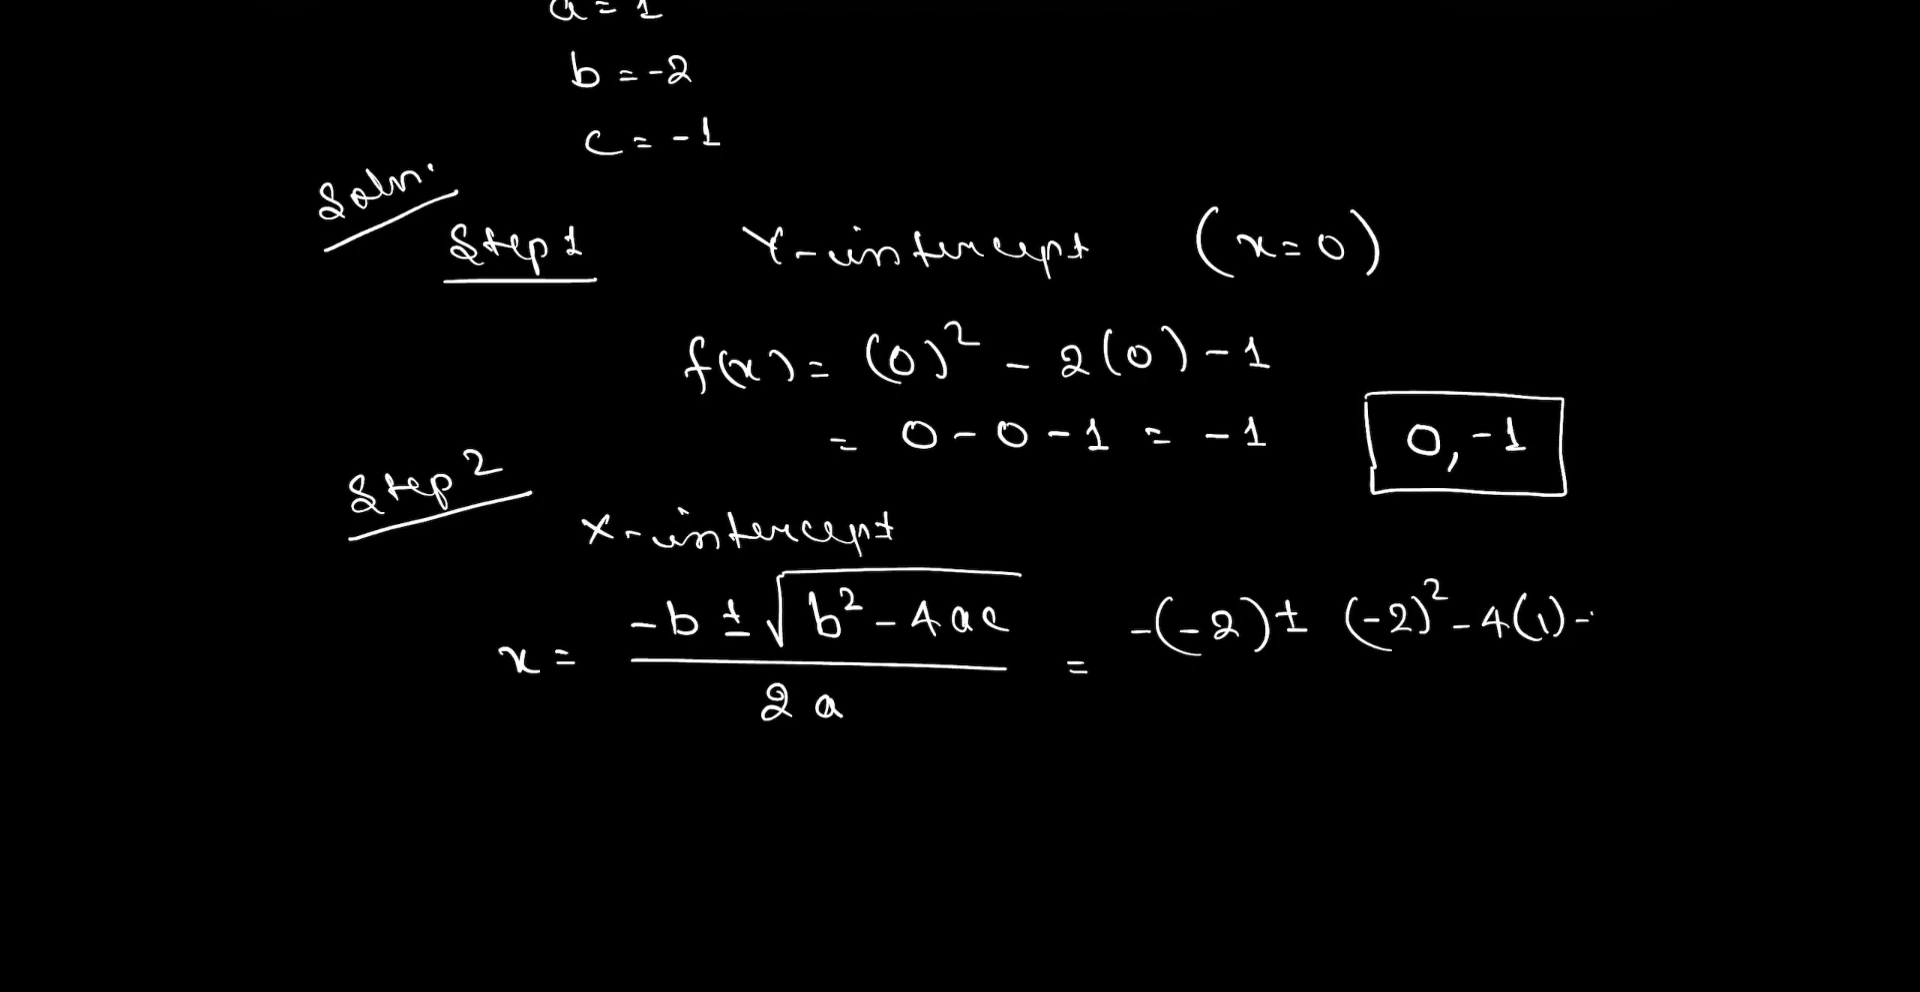 a = 1
b = -2
c = -1
Soln.
Step 1 Y-intercept (x=0)
f(x) = (0)² - 2(0) - 1
= 0 - 0 - 1 = -1
0, -1
Step 2
X-intercept
x = -b ± √b² - 4ac / 2a = -(-2) ± (-2)² - 4(1) -